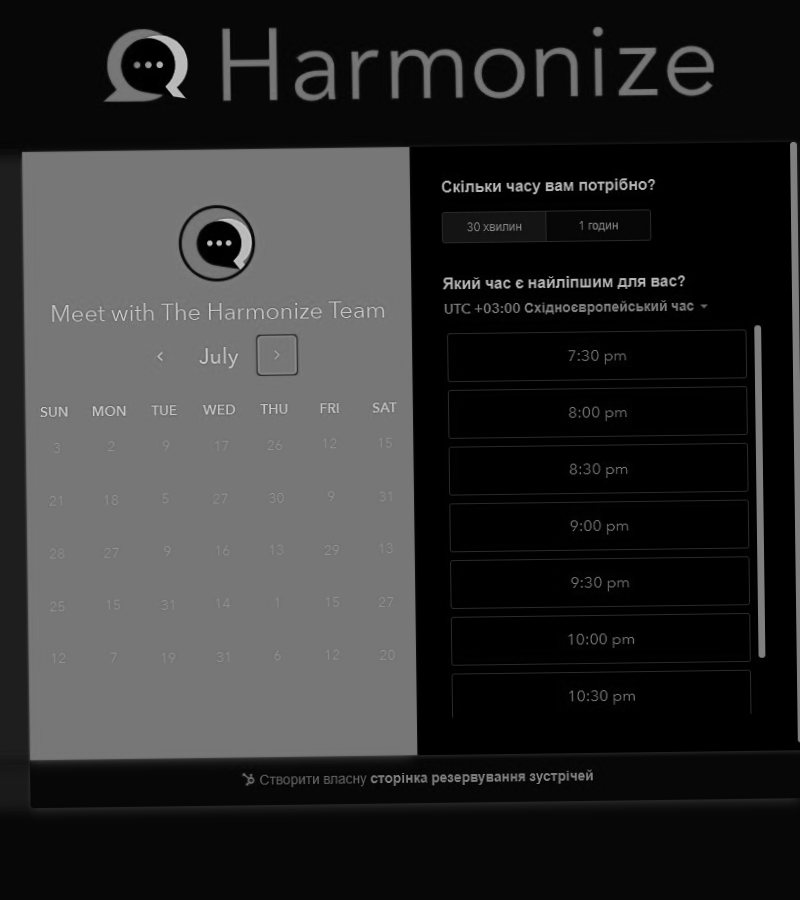 Harmonize
Meet with The Harmonize Team
July
SUN MON TUE WED THU FRI SAT
3 2 9 17 26 12 15
21 18 5 27 30 9 31
28 27 9 16 13 29 13
25 15 31 14 1 15 27
12 7 19 31 6 12 20
Скільки часу вам потрібно?
30 хвилин 1 годин
Який час є найліпшим для вас?
UTC +03:00 Східноєвропейський час
7:30 pm
8:00 pm
8:30 pm
9:00 pm
9:30 pm
10:00 pm
10:30 pm
Створити власну сторінка резервування зустрічей